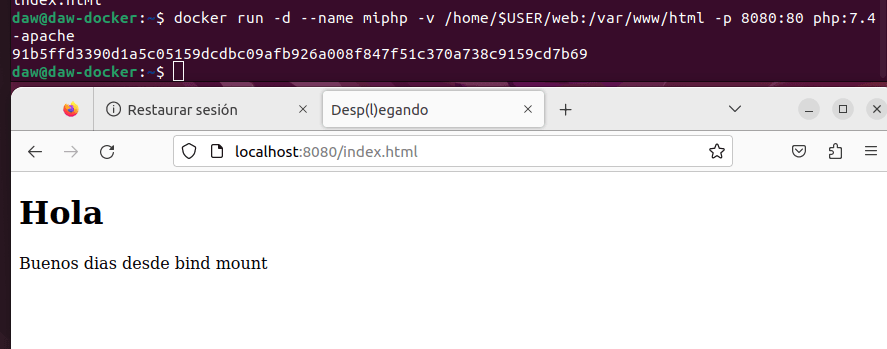 index.html
daw@daw-docker:~$ docker run -d --name miphp -v /home/$USER/web:/var/www/html -p 8080:80 php:7.4
-apache
91b5ffd3390d1a5c05159dcdbc09afb926a008f847f51c370a738c9159cd7b69
daw@daw-docker:~$
Restaurar sesión
Desp(l)egando
localhost:8080/index.html
Hola
Buenos dias desde bind mount